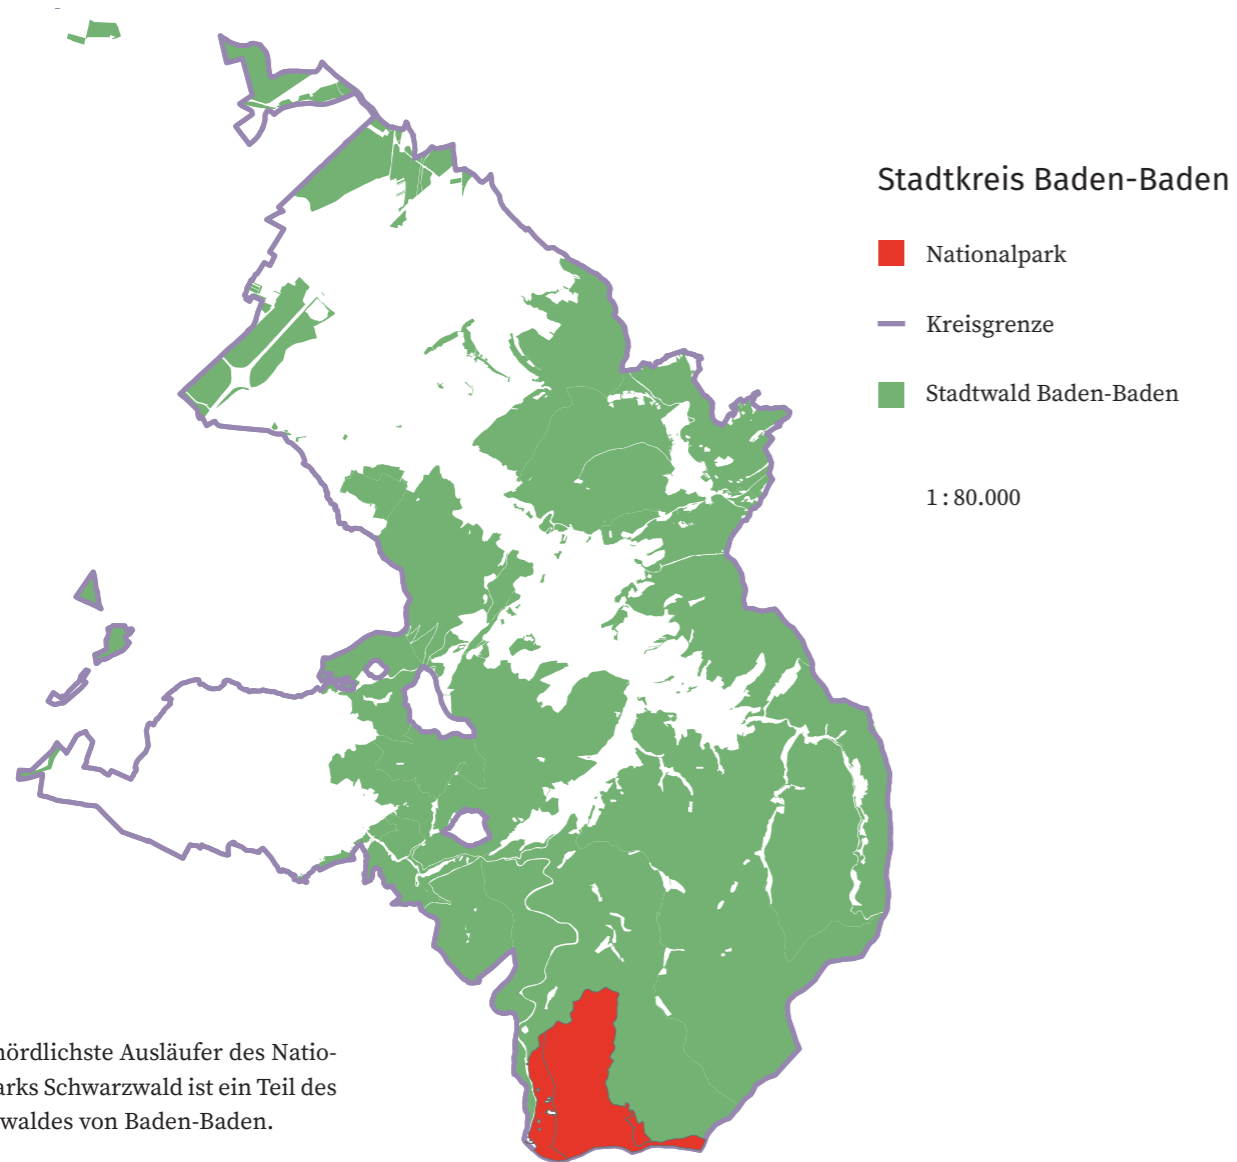 Stadtkreis Baden-Baden
Nationalpark
Kreisgrenze
Stadtwald Baden-Baden
1 : 80.000
nördlichste Ausläufer des Natio-
arks Schwarzwald ist ein Teil des
waldes von Baden-Baden.